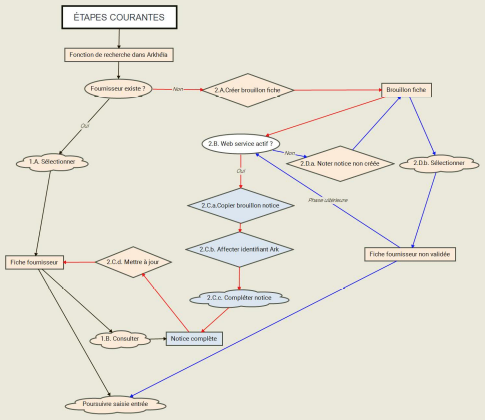 ÉTAPES COURANTES
Fonction de recherche dans Arkhéïa
Fournisseur existe ?
Non
2.A.Créer brouillon fiche
Brouillon fiche
Oui
2.B. Web service actif ?
Non
2.D.a. Noter notice non créée
2.D.b. Sélectionner
1.A. Sélectionner
Oui
Phase ultérieure
2.C.a.Copier brouillon notice
2.C.b. Affecter identifiant Ark
Fiche fournisseur non validée
Fiche fournisseur
2.C.d. Mettre à jour
2.C.c. Compléter notice
1.B. Consulter
Notice complète
Poursuivre saisie entrée